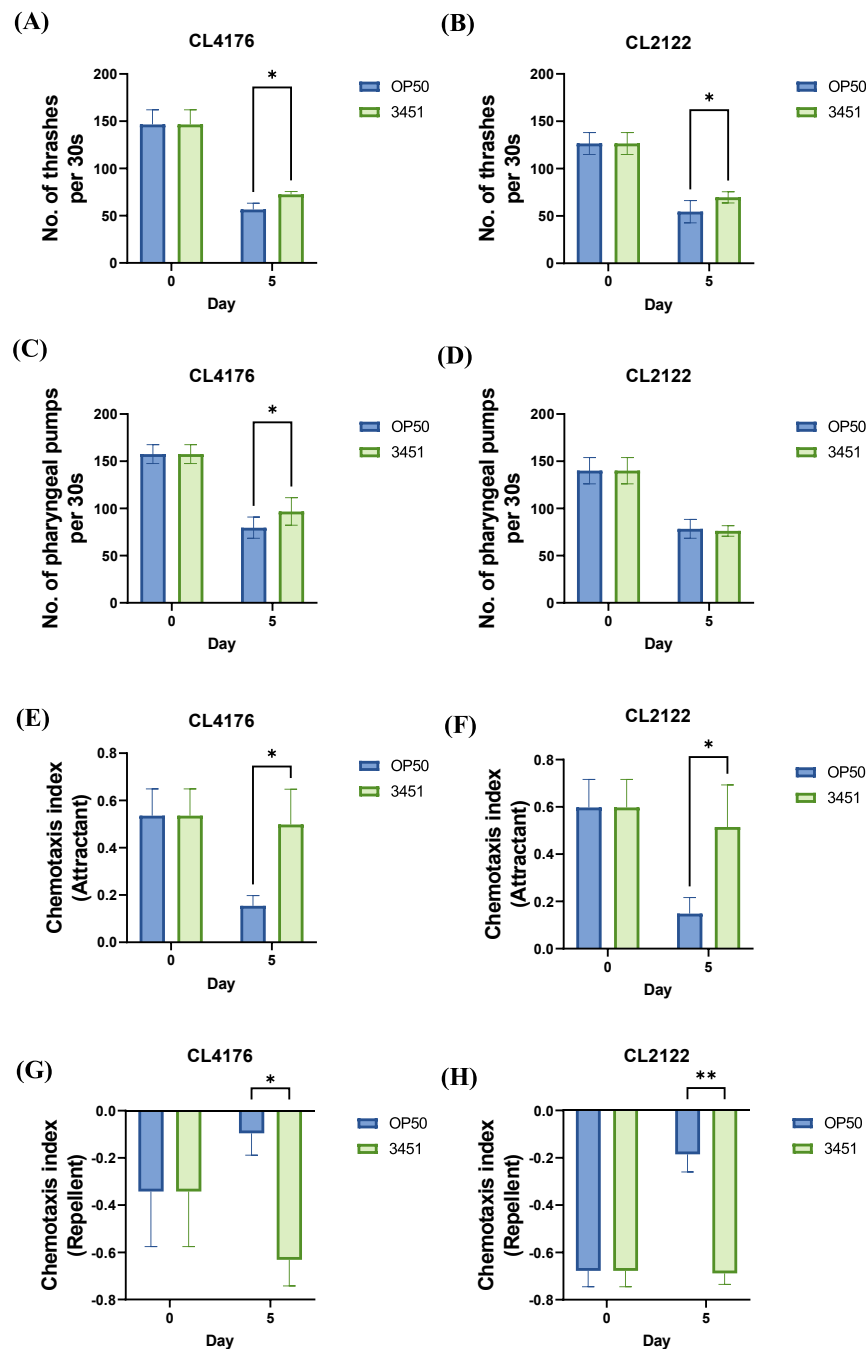 (A)
CL4176
No. of thrashes
per 30s
200
150
100
50
0
0
5
Day
*
OP50
3451
(B)
CL2122
No. of thrashes
per 30s
200
150
100
50
0
0
5
Day
*
OP50
3451
(C)
CL4176
No. of pharyngeal pumps
per 30s
200
150
100
50
0
0
5
Day
*
OP50
3451
(D)
CL2122
No. of pharyngeal pumps
per 30s
200
150
100
50
0
0
5
Day
OP50
3451
(E)
CL4176
Chemotaxis index
(Attractant)
0.8
0.6
0.4
0.2
0.0
0
5
Day
*
OP50
3451
(F)
CL2122
Chemotaxis index
(Attractant)
0.8
0.6
0.4
0.2
0.0
0
5
Day
*
OP50
3451
(G)
CL4176
Chemotaxis index
(Repellent)
0.0
-0.2
-0.4
-0.6
-0.8
0
5
Day
*
OP50
3451
(H)
CL2122
Chemotaxis index
(Repellent)
0.0
-0.2
-0.4
-0.6
-0.8
0
5
Day
**
OP50
3451